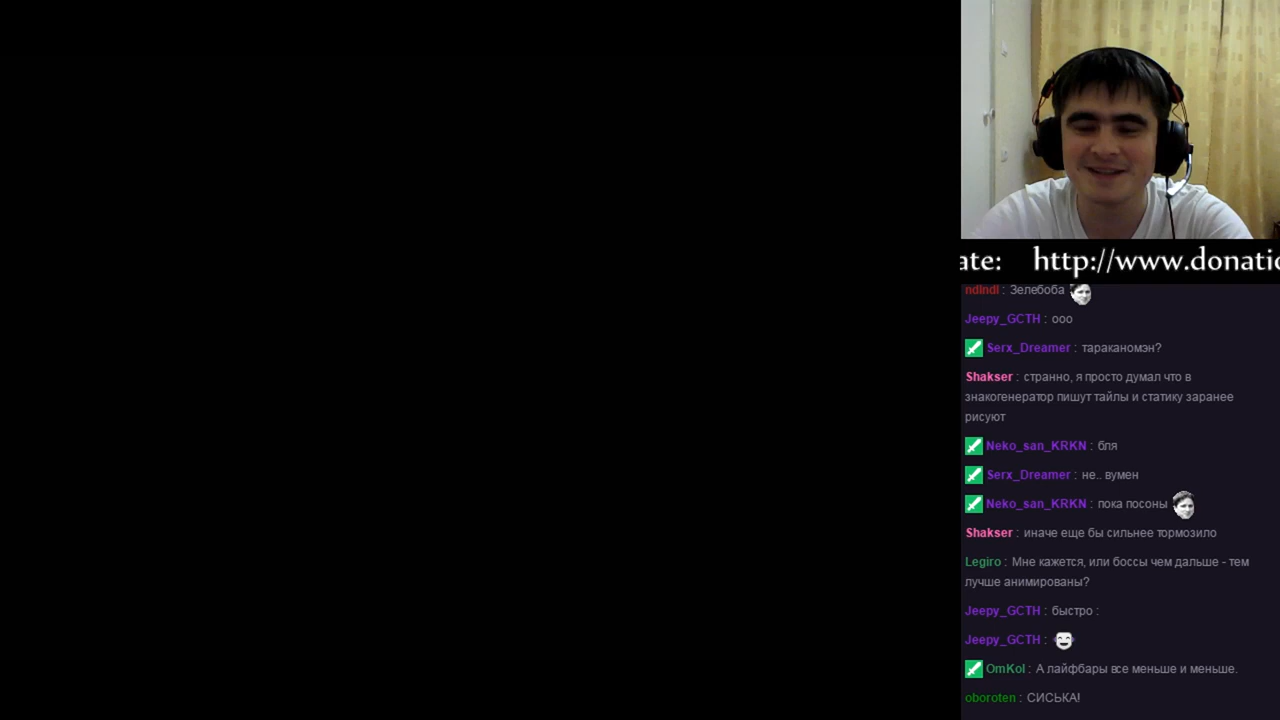 ate: http://www.donatio
ndindi : Зелебоба
Jeepy_GCTH : ооо
Serx_Dreamer : тараканомэн?
Shakser : странно, я просто думал что в
знакогенератор пишут тайлы и статику заранее
рисуют
Neko_san_KRKN : бля
Serx_Dreamer : не.. вумен
Neko_san_KRKN : пока посоны
Shakser : иначе еще бы сильнее тормозило
Legiro : Мне кажется, или боссы чем дальше - тем
лучше анимированы?
Jeepy_GCTH : быстро :
Jeepy_GCTH :
OmKol : А лайфбары все меньше и меньше.
oboroten : СИСЬКА!